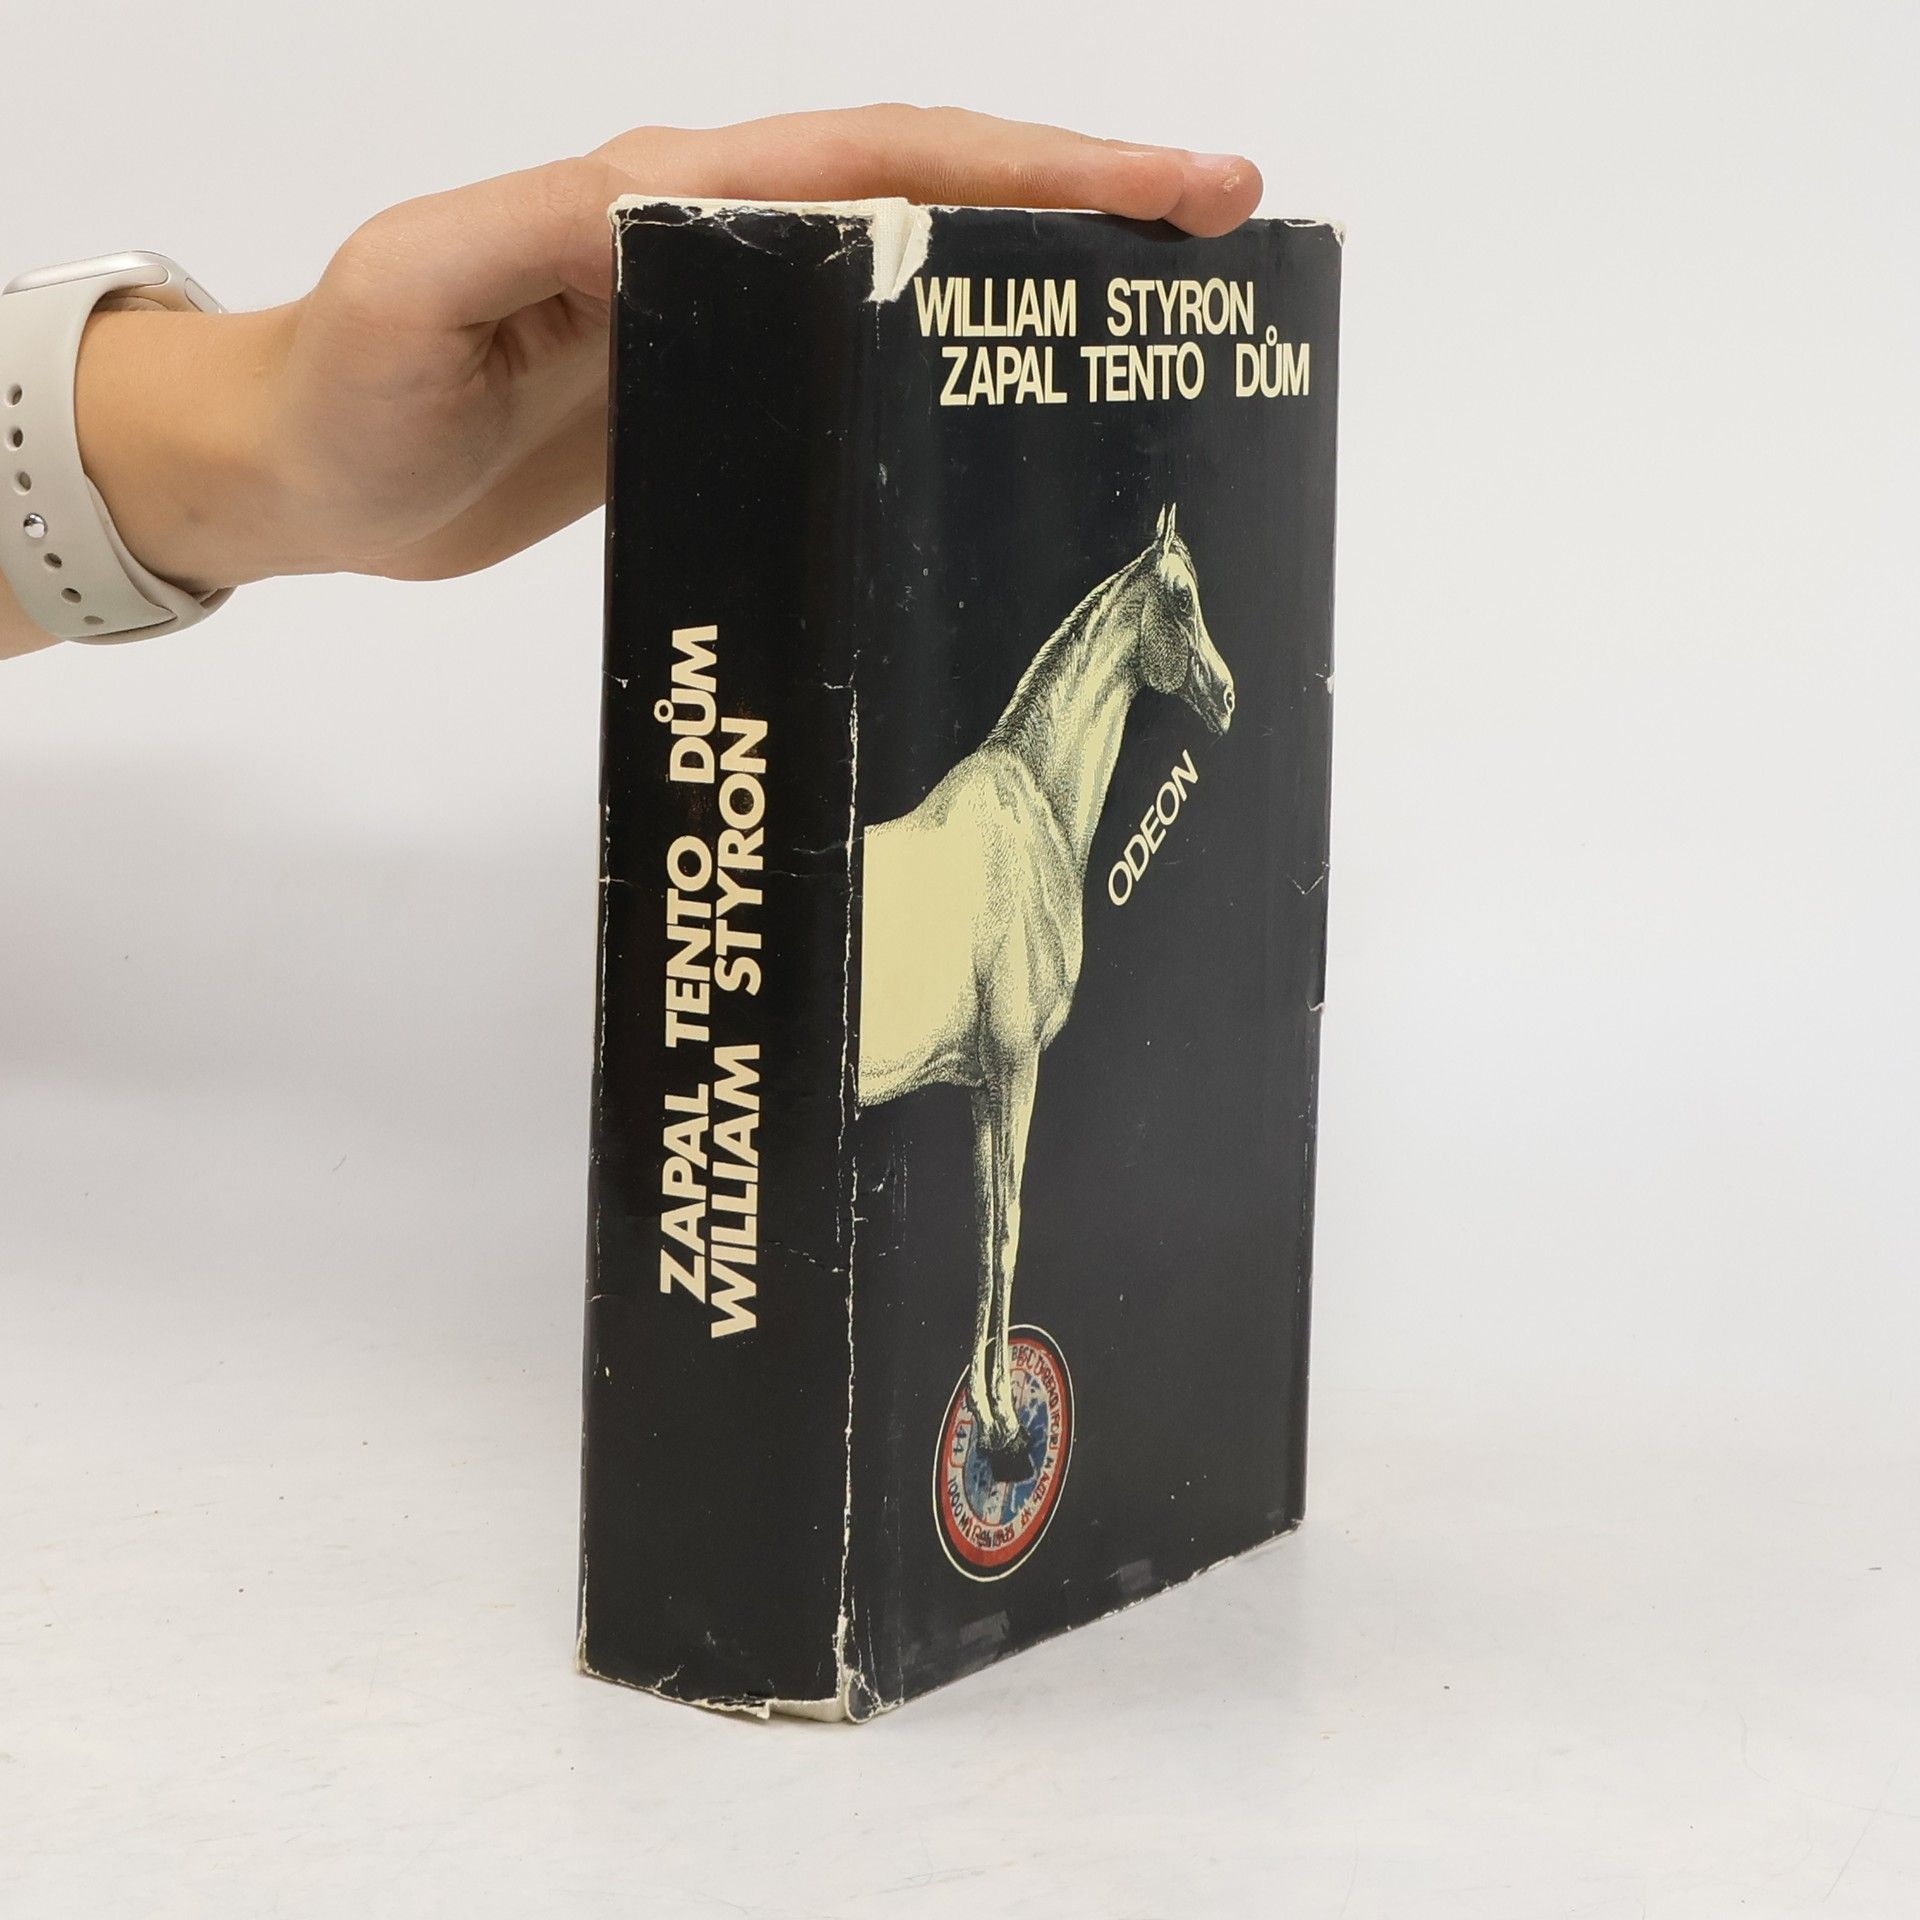 ZAPAL TENTO DŮM
WILLIAM STYRON
WILLIAM STYRON
ZAPAL TENTO DŮM
ODEON